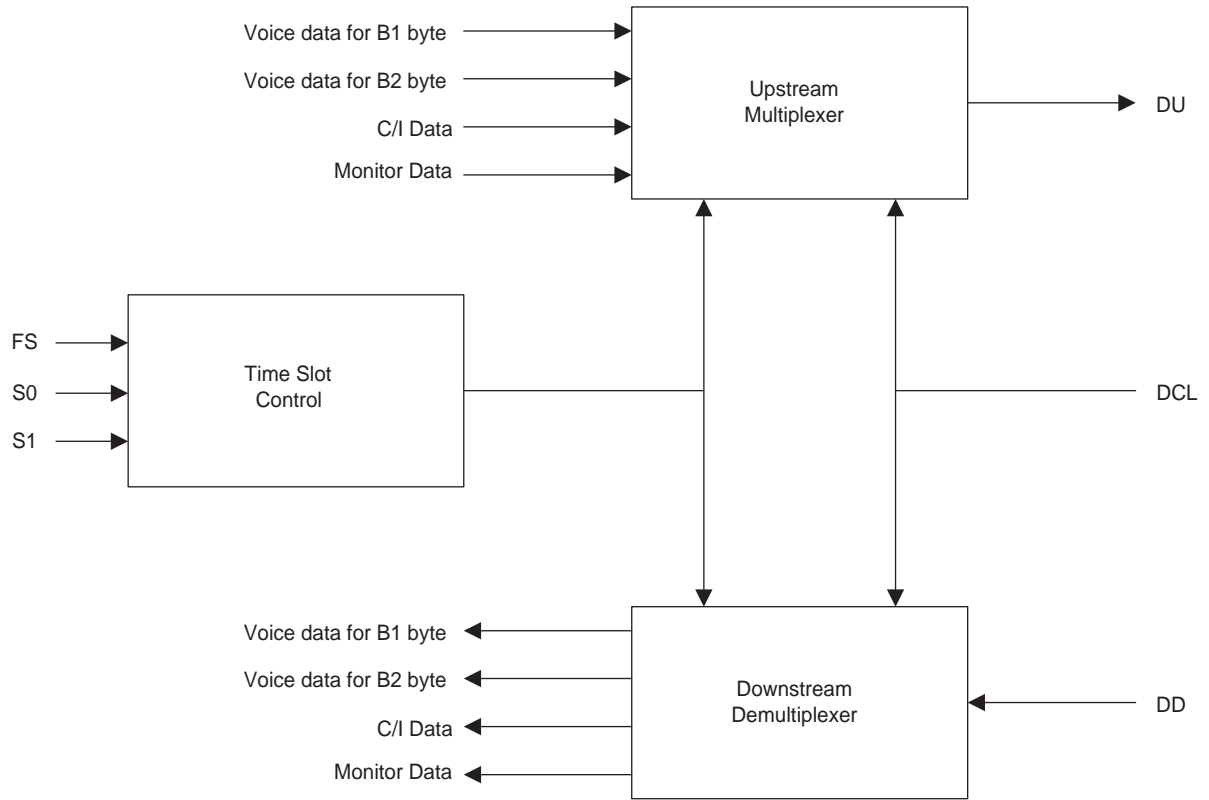 Voice data for B1 byte
Voice data for B2 byte
C/I Data
Monitor Data
Upstream
Multiplexer
DU
FS
S0
S1
Time Slot
Control
DCL
Voice data for B1 byte
Voice data for B2 byte
C/I Data
Monitor Data
Downstream
Demultiplexer
DD